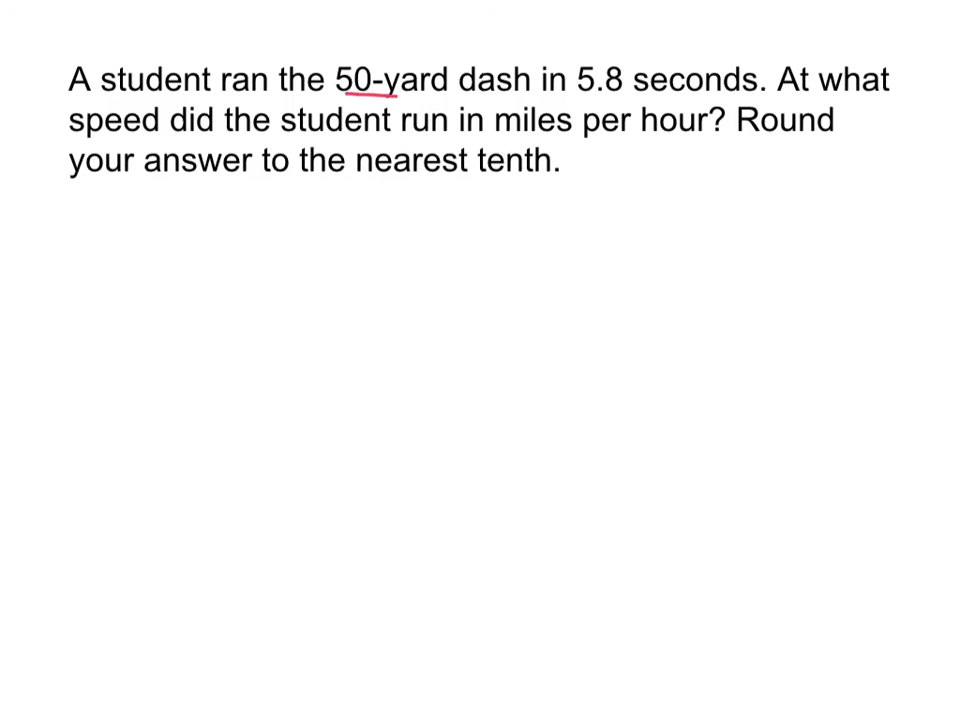 A student ran the 50-yard dash in 5.8 seconds. At what
speed did the student run in miles per hour? Round
your answer to the nearest tenth.